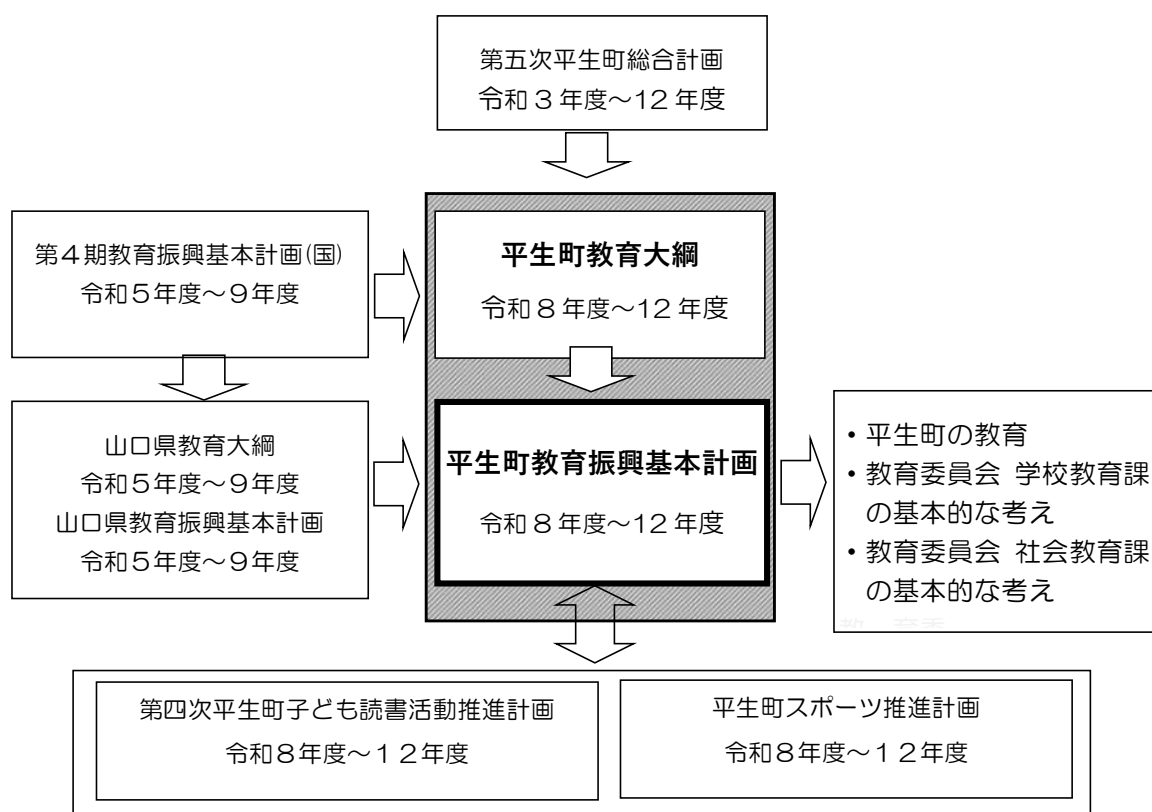 第五次平生町総合計画
令和３年度～12年度
第４期教育振興基本計画(国)
令和５年度～９年度
平生町教育大綱
令和８年度～12年度
山口県教育大綱
令和５年度～９年度
山口県教育振興基本計画
令和５年度～９年度
平生町教育振興基本計画
令和８年度～12年度
・平生町の教育
・教育委員会 学校教育課
の基本的な考え
・教育委員会 社会教育課
の基本的な考え
第四次平生町子ども読書活動推進計画
令和８年度～１２年度
平生町スポーツ推進計画
令和８年度～１２年度